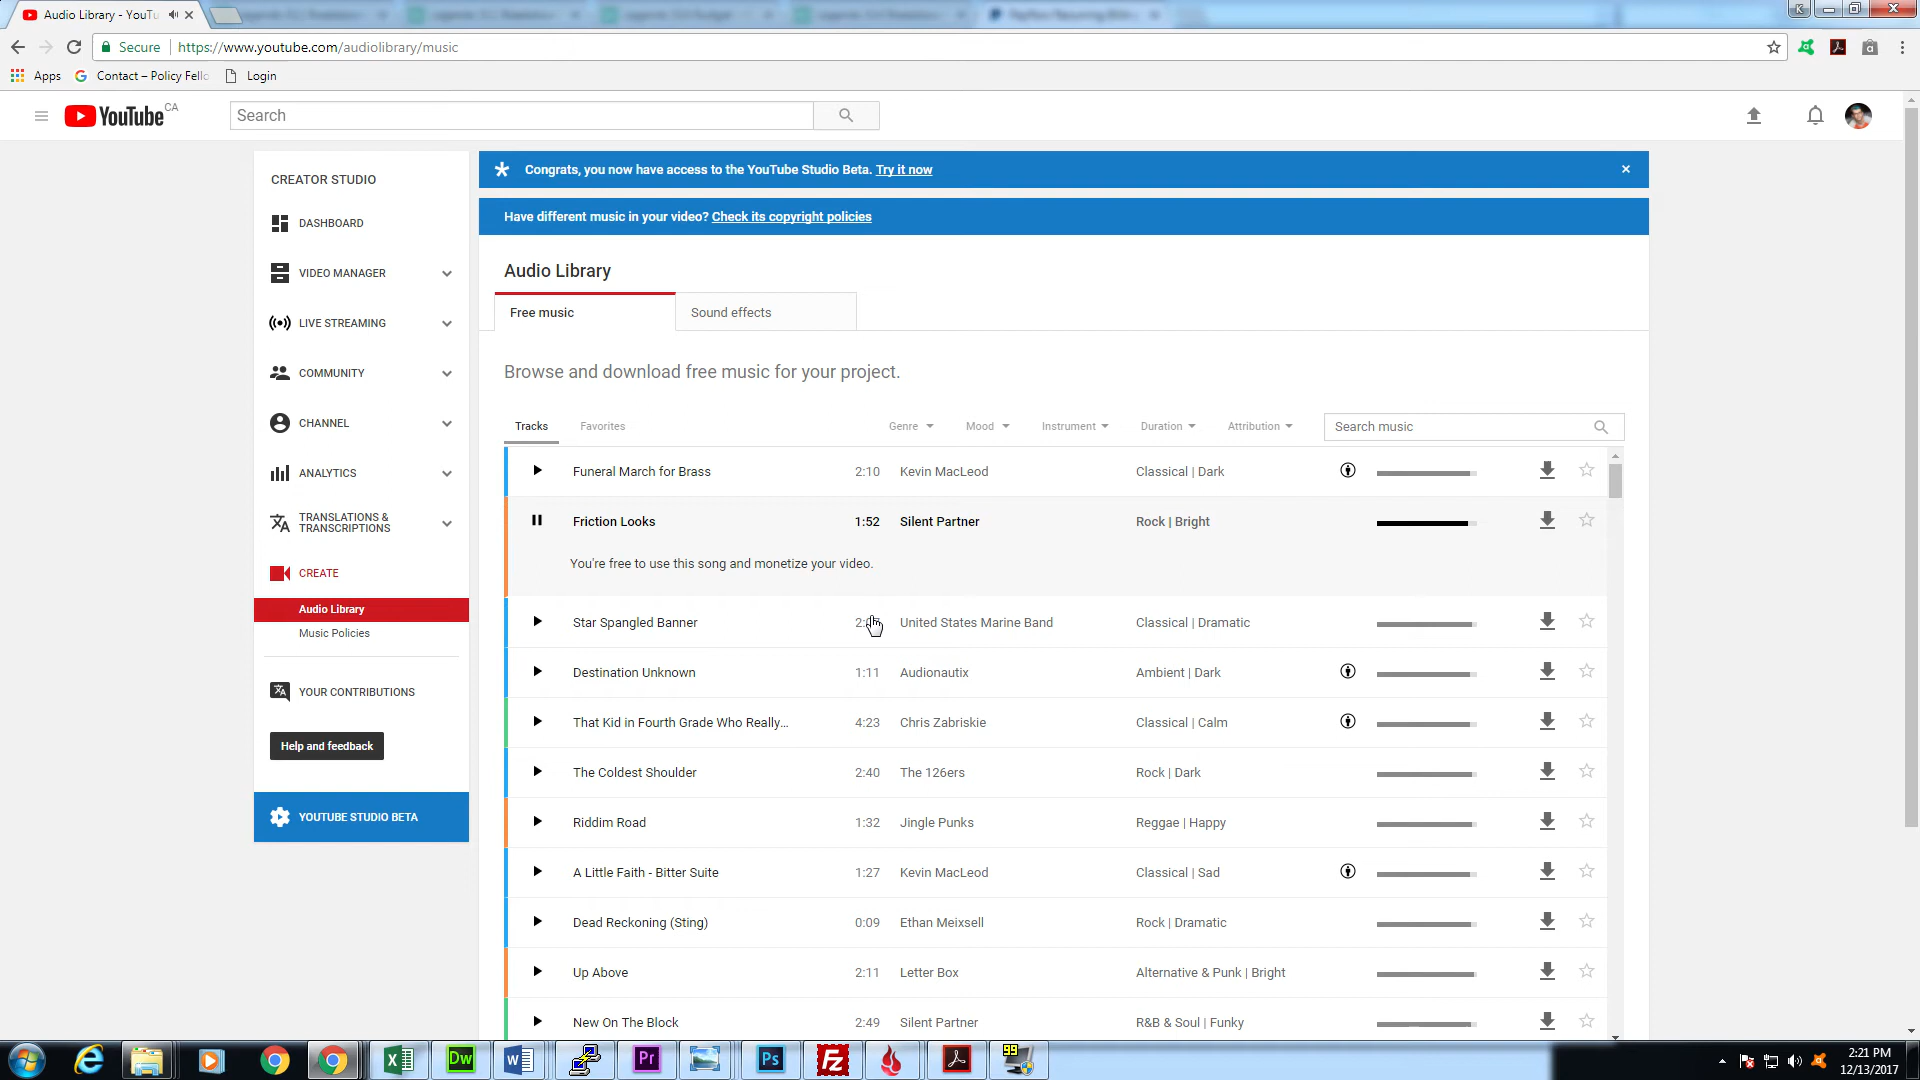 Audio Library - YouTu
Secure https://www.youtube.com/audiolibrary/music
Apps Contact – Policy Fello Login
YouTube CA Search
CREATOR STUDIO
DASHBOARD
VIDEO MANAGER
LIVE STREAMING
COMMUNITY
CHANNEL
ANALYTICS
TRANSLATIONS &
TRANSCRIPTIONS
CREATE
Audio Library
Music Policies
YOUR CONTRIBUTIONS
Help and feedback
YOUTUBE STUDIO BETA
Congrats, you now have access to the YouTube Studio Beta. Try it now
Have different music in your video? Check its copyright policies
Audio Library
Free music Sound effects
Browse and download free music for your project.
Tracks Favorites Genre Mood Instrument Duration Attribution Search music
Funeral March for Brass 2:10 Kevin MacLeod Classical | Dark
Friction Looks 1:52 Silent Partner Rock | Bright
You're free to use this song and monetize your video.
Star Spangled Banner United States Marine Band Classical | Dramatic
Destination Unknown 1:11 Audionautix Ambient | Dark
That Kid in Fourth Grade Who Really... 4:23 Chris Zabriskie Classical | Calm
The Coldest Shoulder 2:40 The 126ers Rock | Dark
Riddim Road 1:32 Jingle Punks Reggae | Happy
A Little Faith - Bitter Suite 1:27 Kevin MacLeod Classical | Sad
Dead Reckoning (Sting) 0:09 Ethan Meixsell Rock | Dramatic
Up Above 2:11 Letter Box Alternative & Punk | Bright
New On The Block 2:49 Silent Partner R&B & Soul | Funky
Dw Pr Ps Fz 99
2:21 PM
12/13/2017